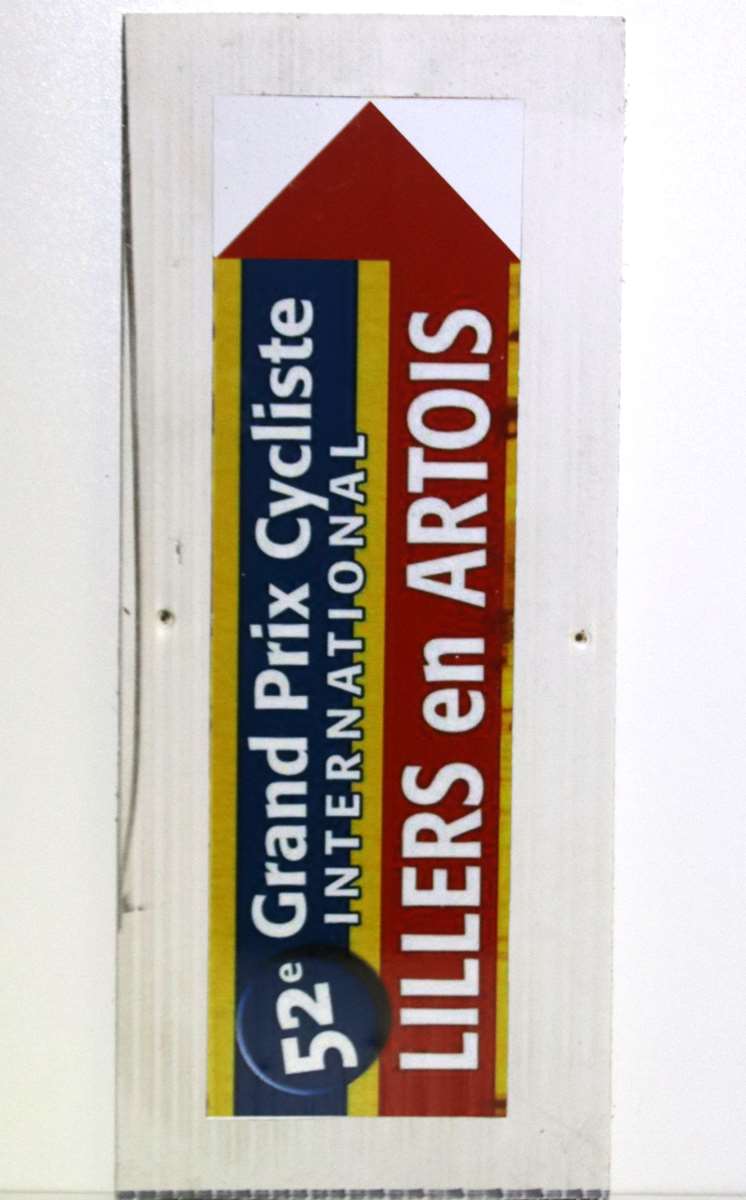 52e Grand Prix Cycliste
INTERNATIONAL
LILLERS en ARTOIS